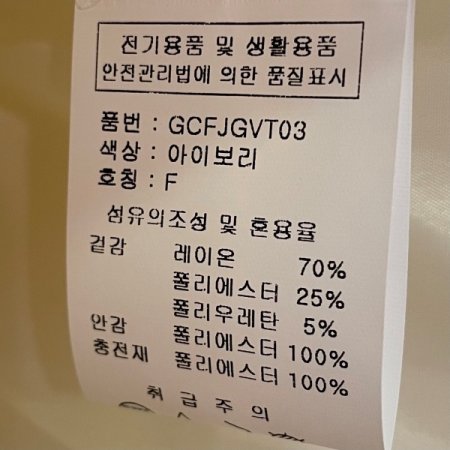 전기용품 및 생활용품
안전관리법에 의한 품질표시
품번 : GCFJGVT03
색상 : 아이보리
호칭 : F
섬유의조성 및 혼용율
겉감 레이온 70%
폴리에스터 25%
폴리우레탄 5%
안감 폴리에스터 100%
충전재 폴리에스터 100%
취급주의